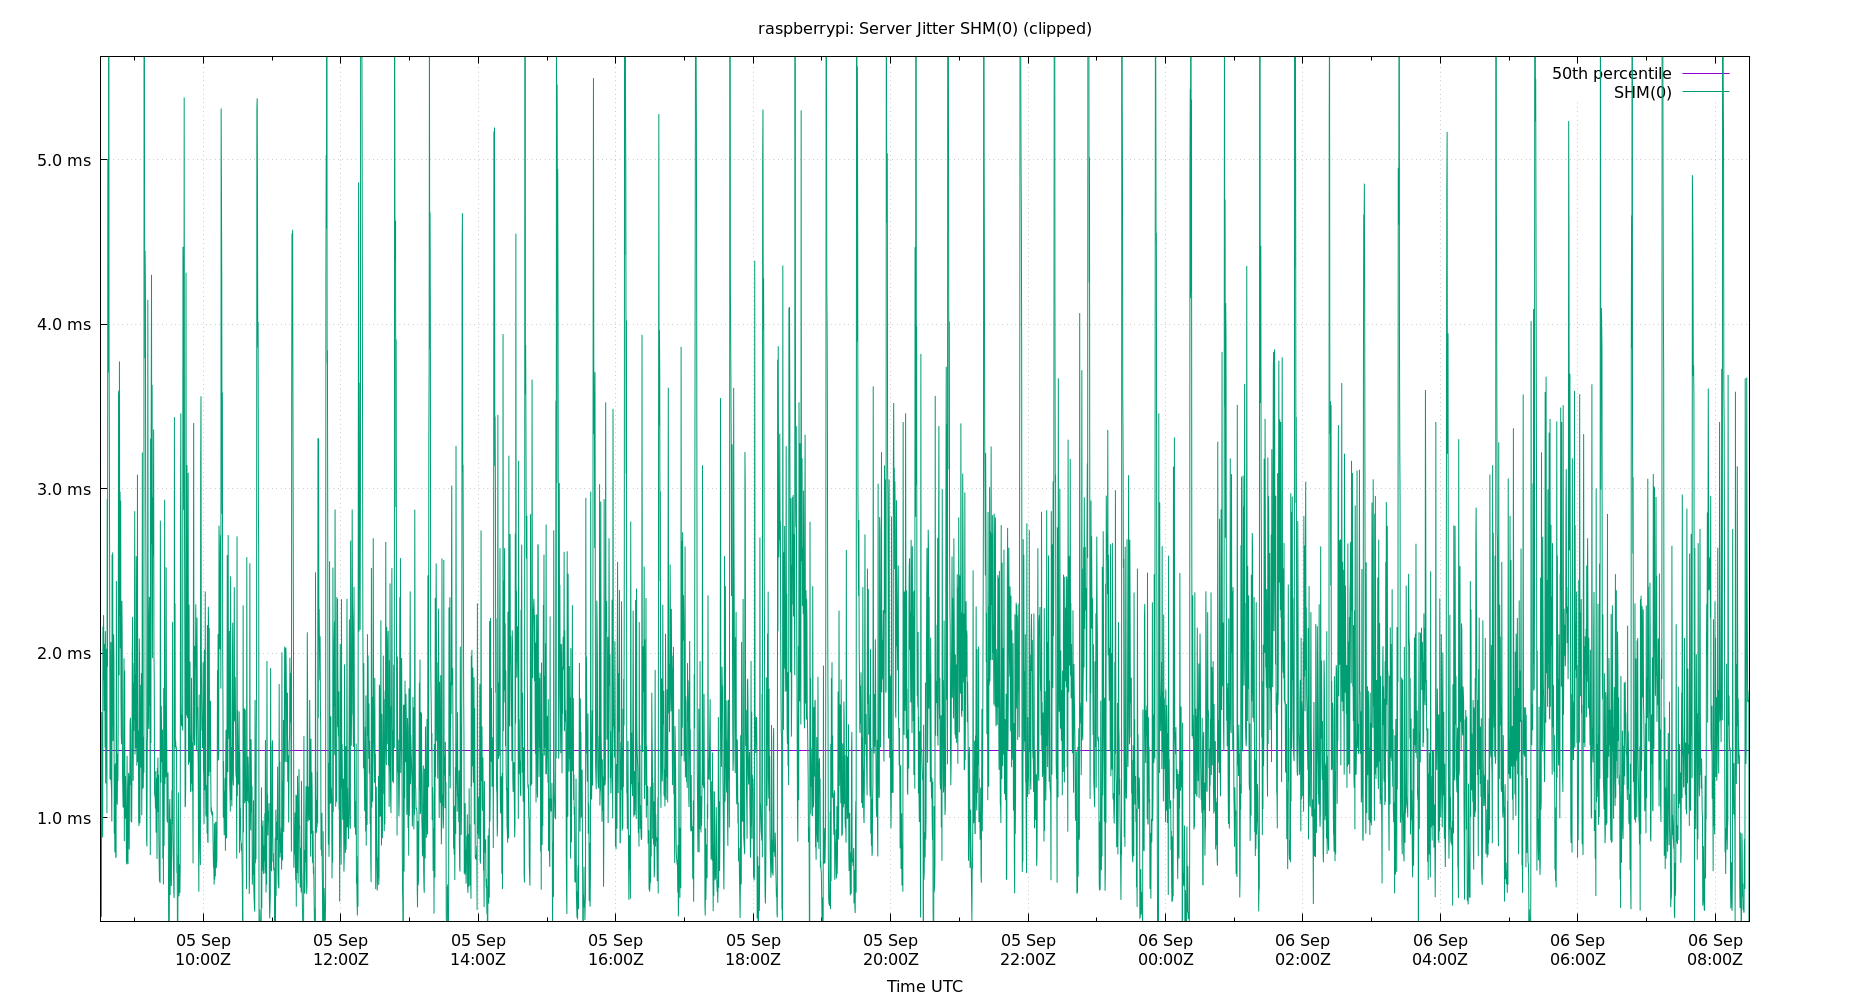 raspberrypi: Server Jitter SHM(0) (clipped)
50th percentile
SHM(0)
5.0 ms
4.0 ms
3.0 ms
2.0 ms
1.0 ms
05 Sep 05 Sep 05 Sep 05 Sep 05 Sep 05 Sep 05 Sep 06 Sep 06 Sep 06 Sep 06 Sep 06 Sep
10:00Z 12:00Z 14:00Z 16:00Z 18:00Z 20:00Z 22:00Z 00:00Z 02:00Z 04:00Z 06:00Z 08:00Z
Time UTC